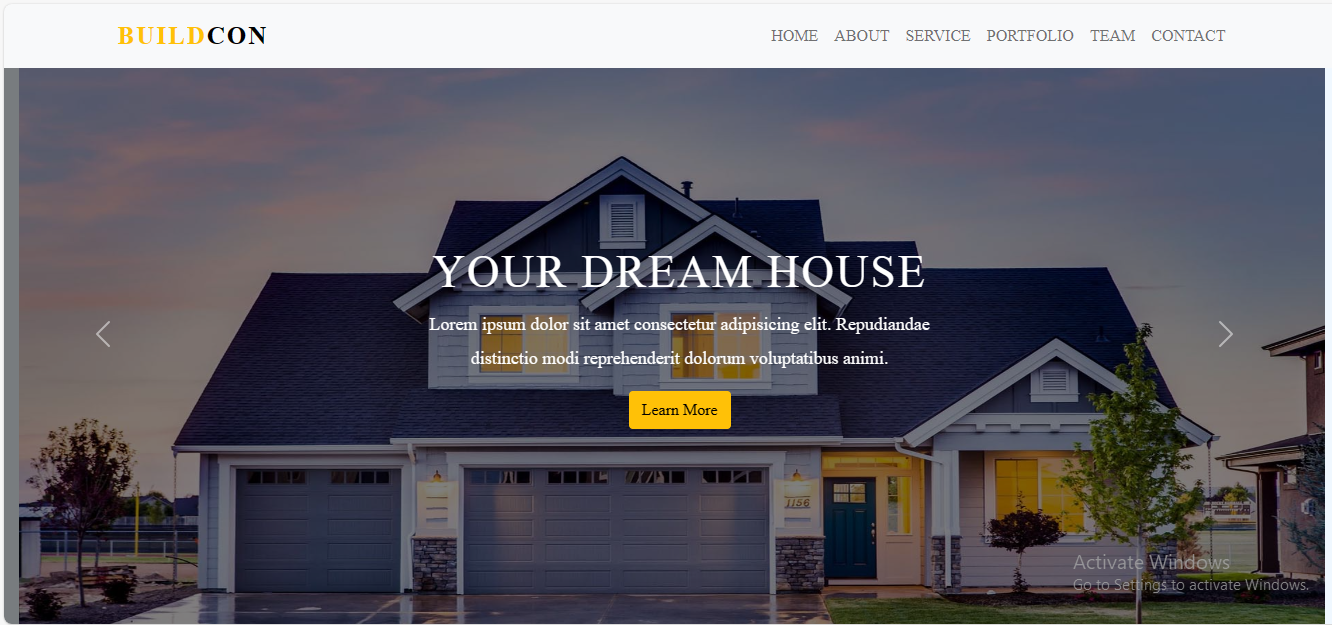 BUILDCON
HOME ABOUT SERVICE PORTFOLIO TEAM CONTACT
YOUR DREAM HOUSE
Lorem ipsum dolor sit amet consectetur adipisicing elit. Repudiandae
distinctio modi reprehenderit dolorum voluptatibus animi.
Learn More
1156
Activate Windows
Go to Settings to activate Windows.